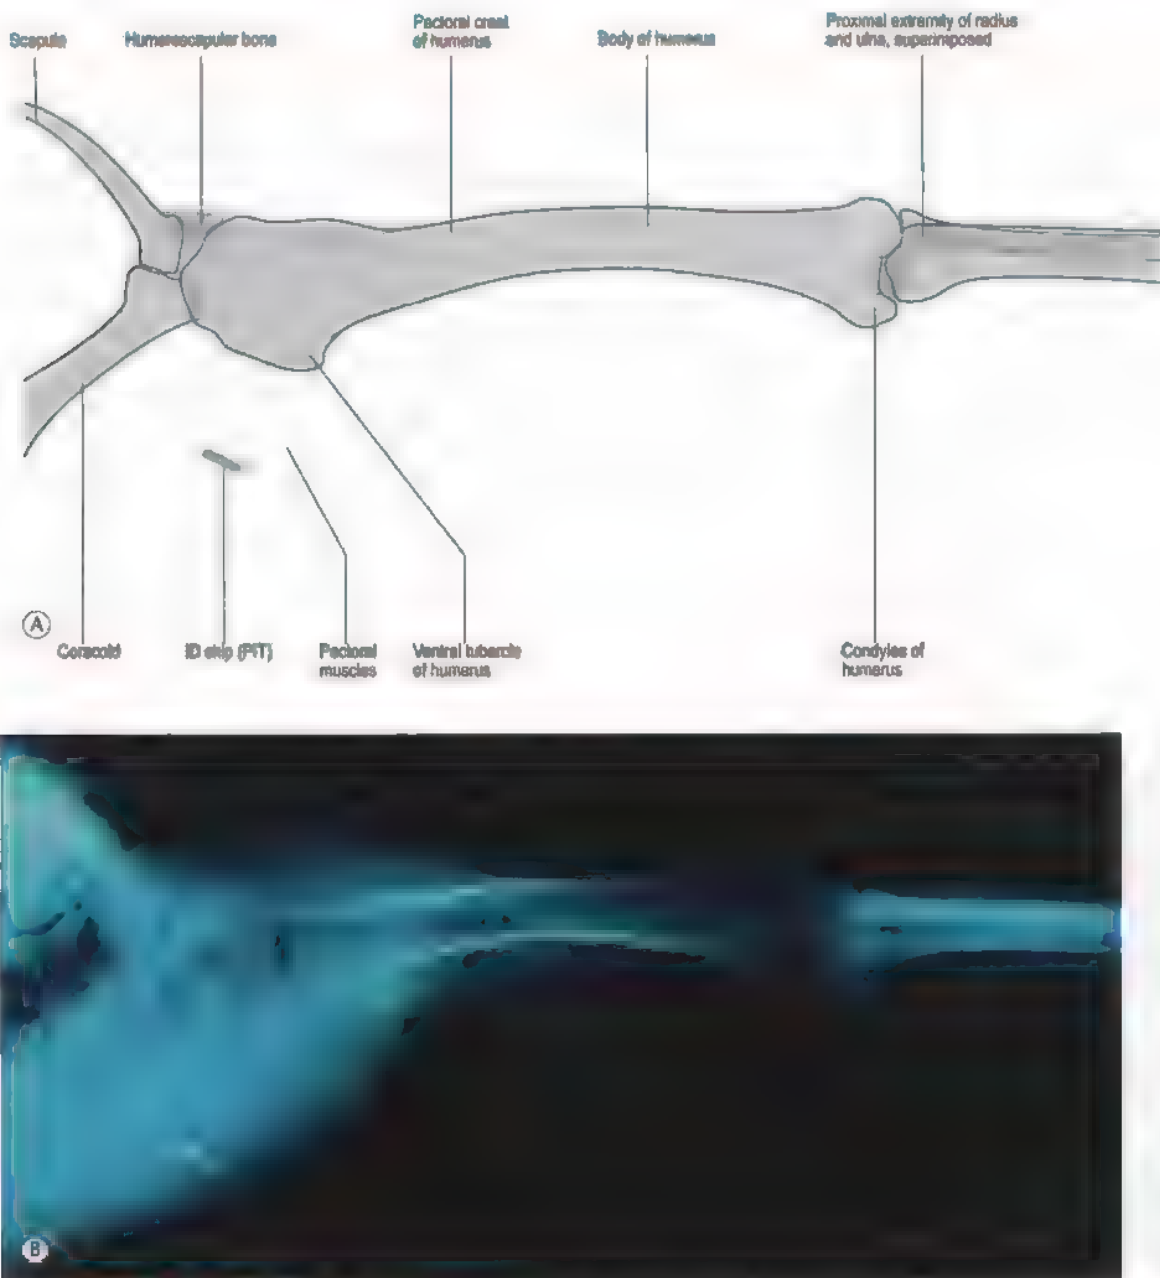 Scapula
Humeroscapular bone
Pectoral crest
of humerus
Body of humerus
Proximal extremity of radius
and ulna, superimposed
A
Coracoid
ID chip (PIT)
Pectoral
muscles
Ventral tubercle
of humerus
Condyles of
humerus
B